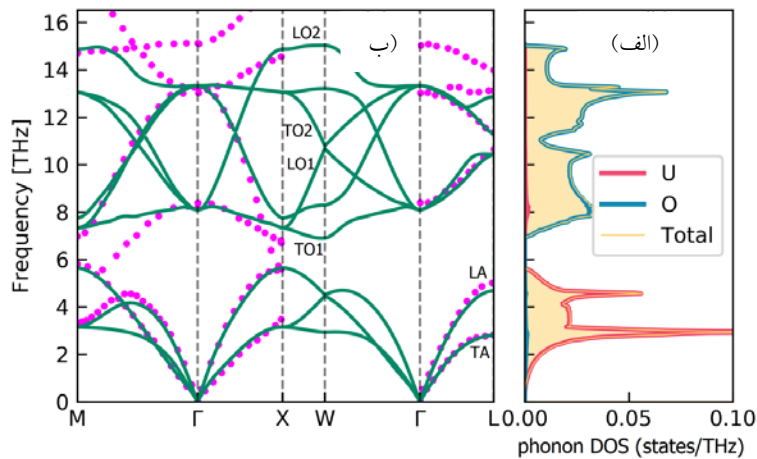 16
14
12
10
8
6
4
2
0
Frequency [THz]
M Γ X W Γ L
LO2
TO2
LO1
TO1
LA
TA
(ب
(الف)
U
O
Total
0.00 0.05 0.10
phonon DOS (states/THz)